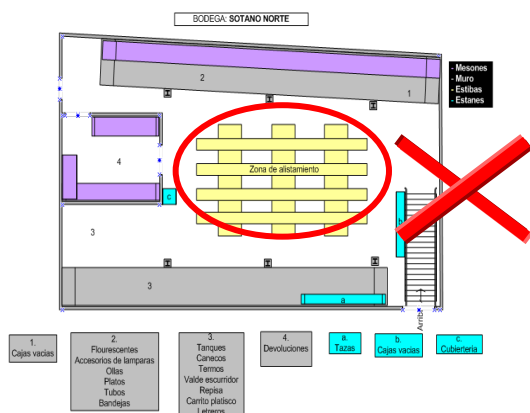 BODEGA: SOTANO NORTE
- Mesones
- Muro
- Estibas
- Estanes
2
1
4
Zona de alistamiento
c
b
3
3
a
Arriba
1.
Cajas vacias
2.
Flourescentes
Accesorios de lamparas
Ollas
Platos
Tubos
Bandejas
3.
Tanques
Canecos
Termos
Valde escurridor
Repisa
Carrito platisco
Letreros
4.
Devoluciones
a.
Tazas
b.
Cajas vacias
c.
Cubierteria